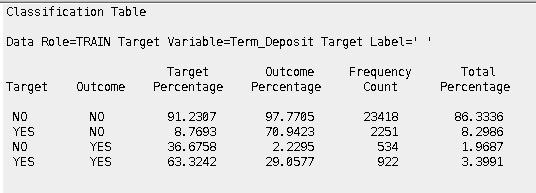 Classification Table
Data Role=TRAIN Target Variable=Term_Deposit Target Label=' '
Target Outcome Frequency Total
Target Outcome Percentage Percentage Count Percentage
NO NO 91.2307 97.7705 23418 86.3336
YES NO 8.7693 70.9423 2251 8.2986
NO YES 36.6758 2.2295 534 1.9687
YES YES 63.3242 29.0577 922 3.3991